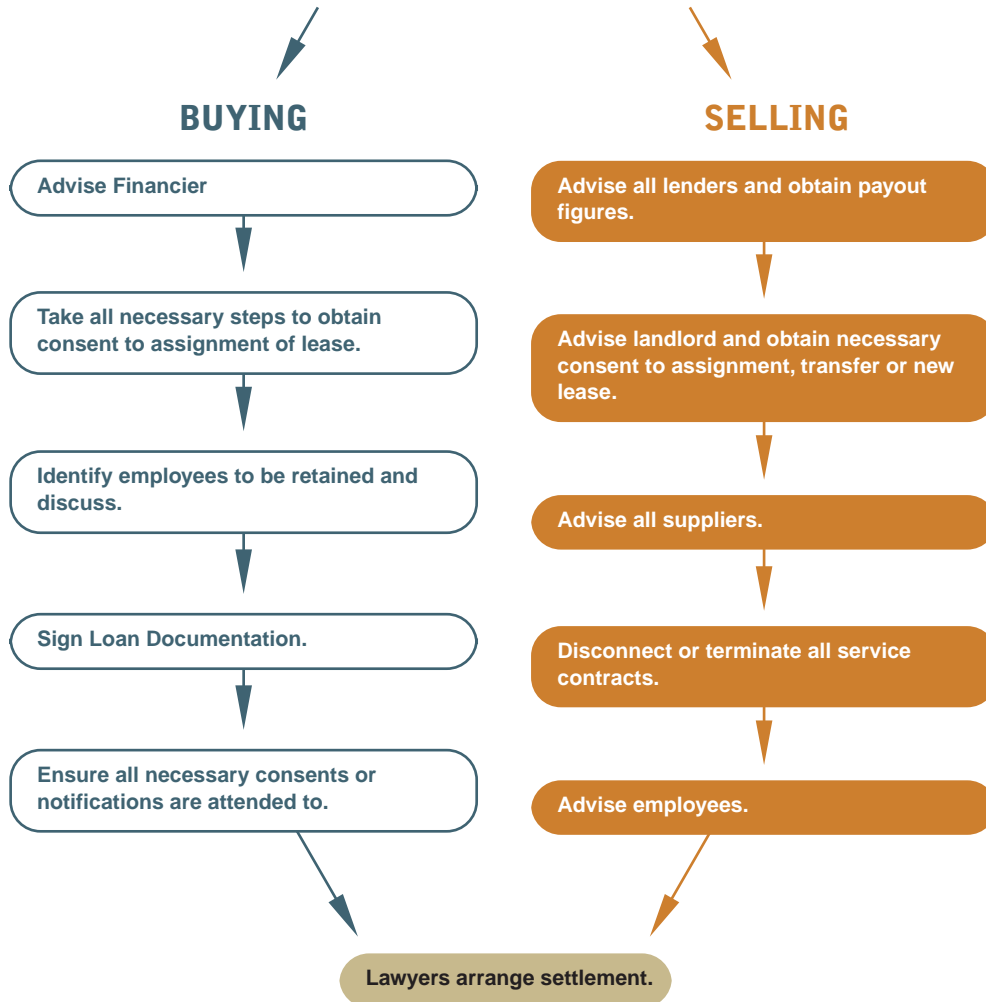 BUYING
Advise Financier
Take all necessary steps to obtain
consent to assignment of lease.
Identify employees to be retained and
discuss.
Sign Loan Documentation.
Ensure all necessary consents or
notifications are attended to.
SELLING
Advise all lenders and obtain payout
figures.
Advise landlord and obtain necessary
consent to assignment, transfer or new
lease.
Advise all suppliers.
Disconnect or terminate all service
contracts.
Advise employees.
Lawyers arrange settlement.